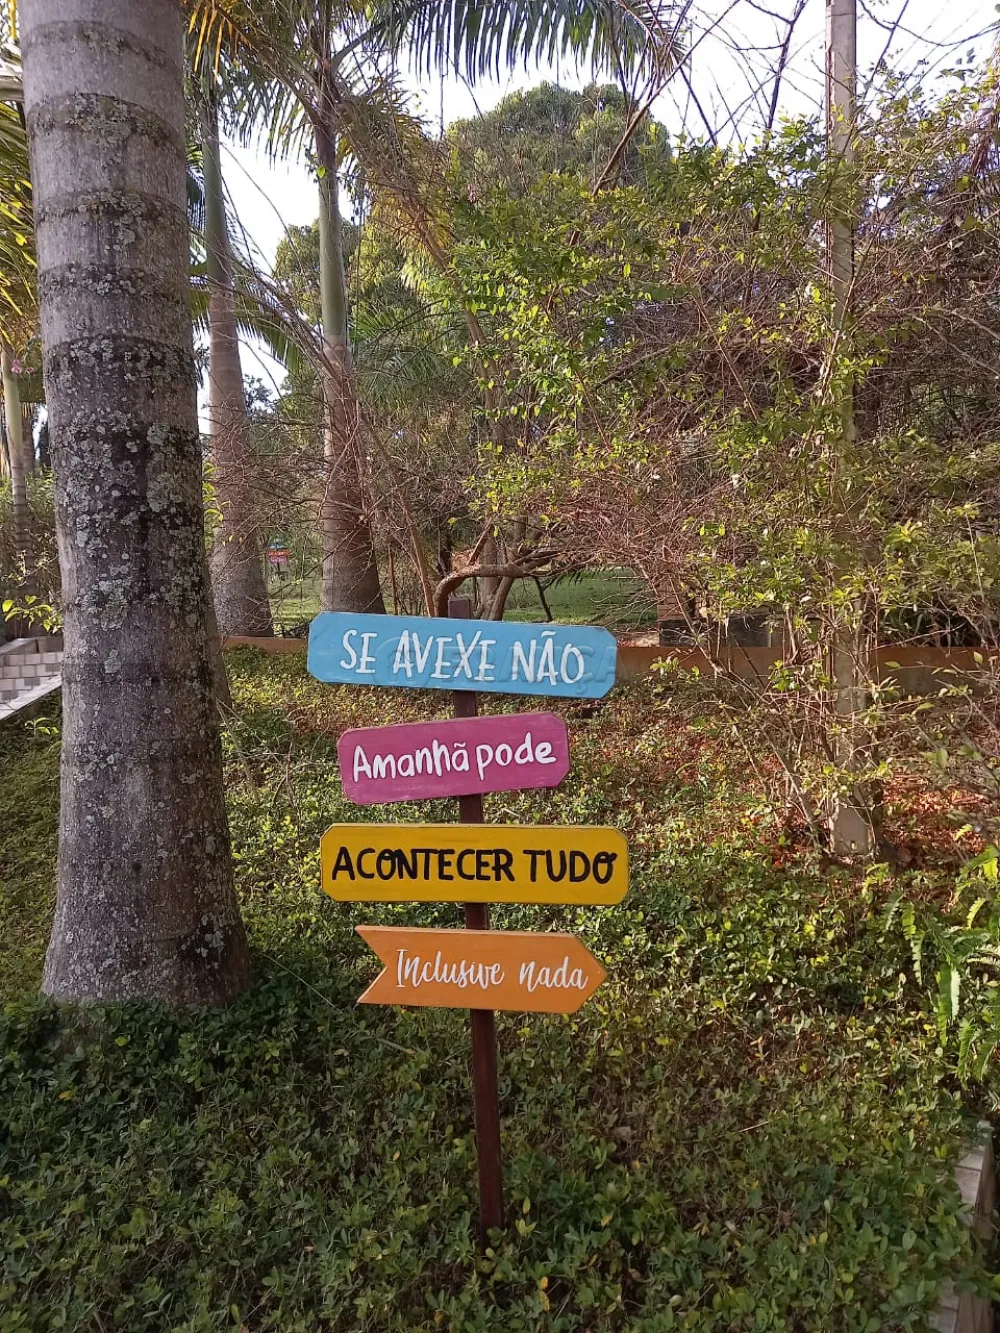 SE AVEXE NÃO
Amanhã pode
ACONTECER TUDO
Inclusive nada